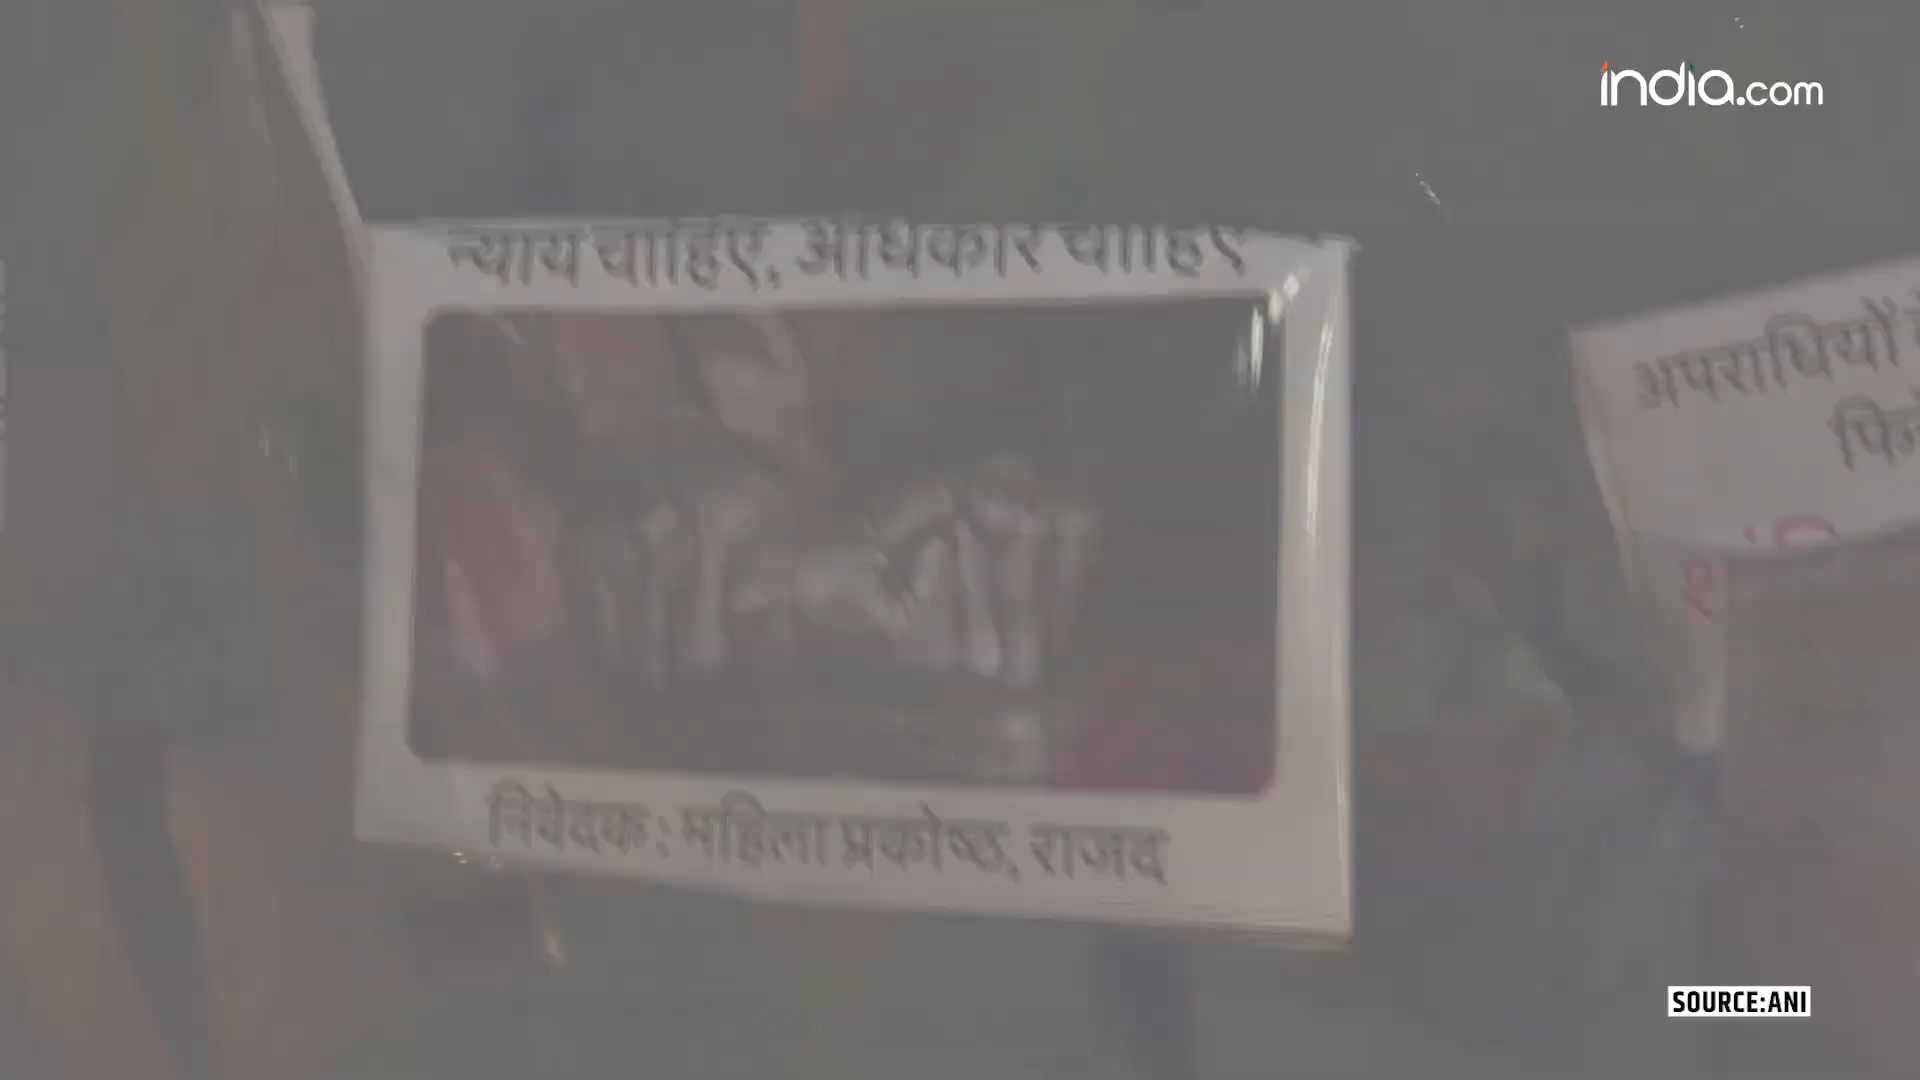 india.com
न्याय चाहिए, अधिकार चाहिए
अपराधियों
निवेदक : महिला प्रकोष्ठ, राजद
SOURCE:ANI